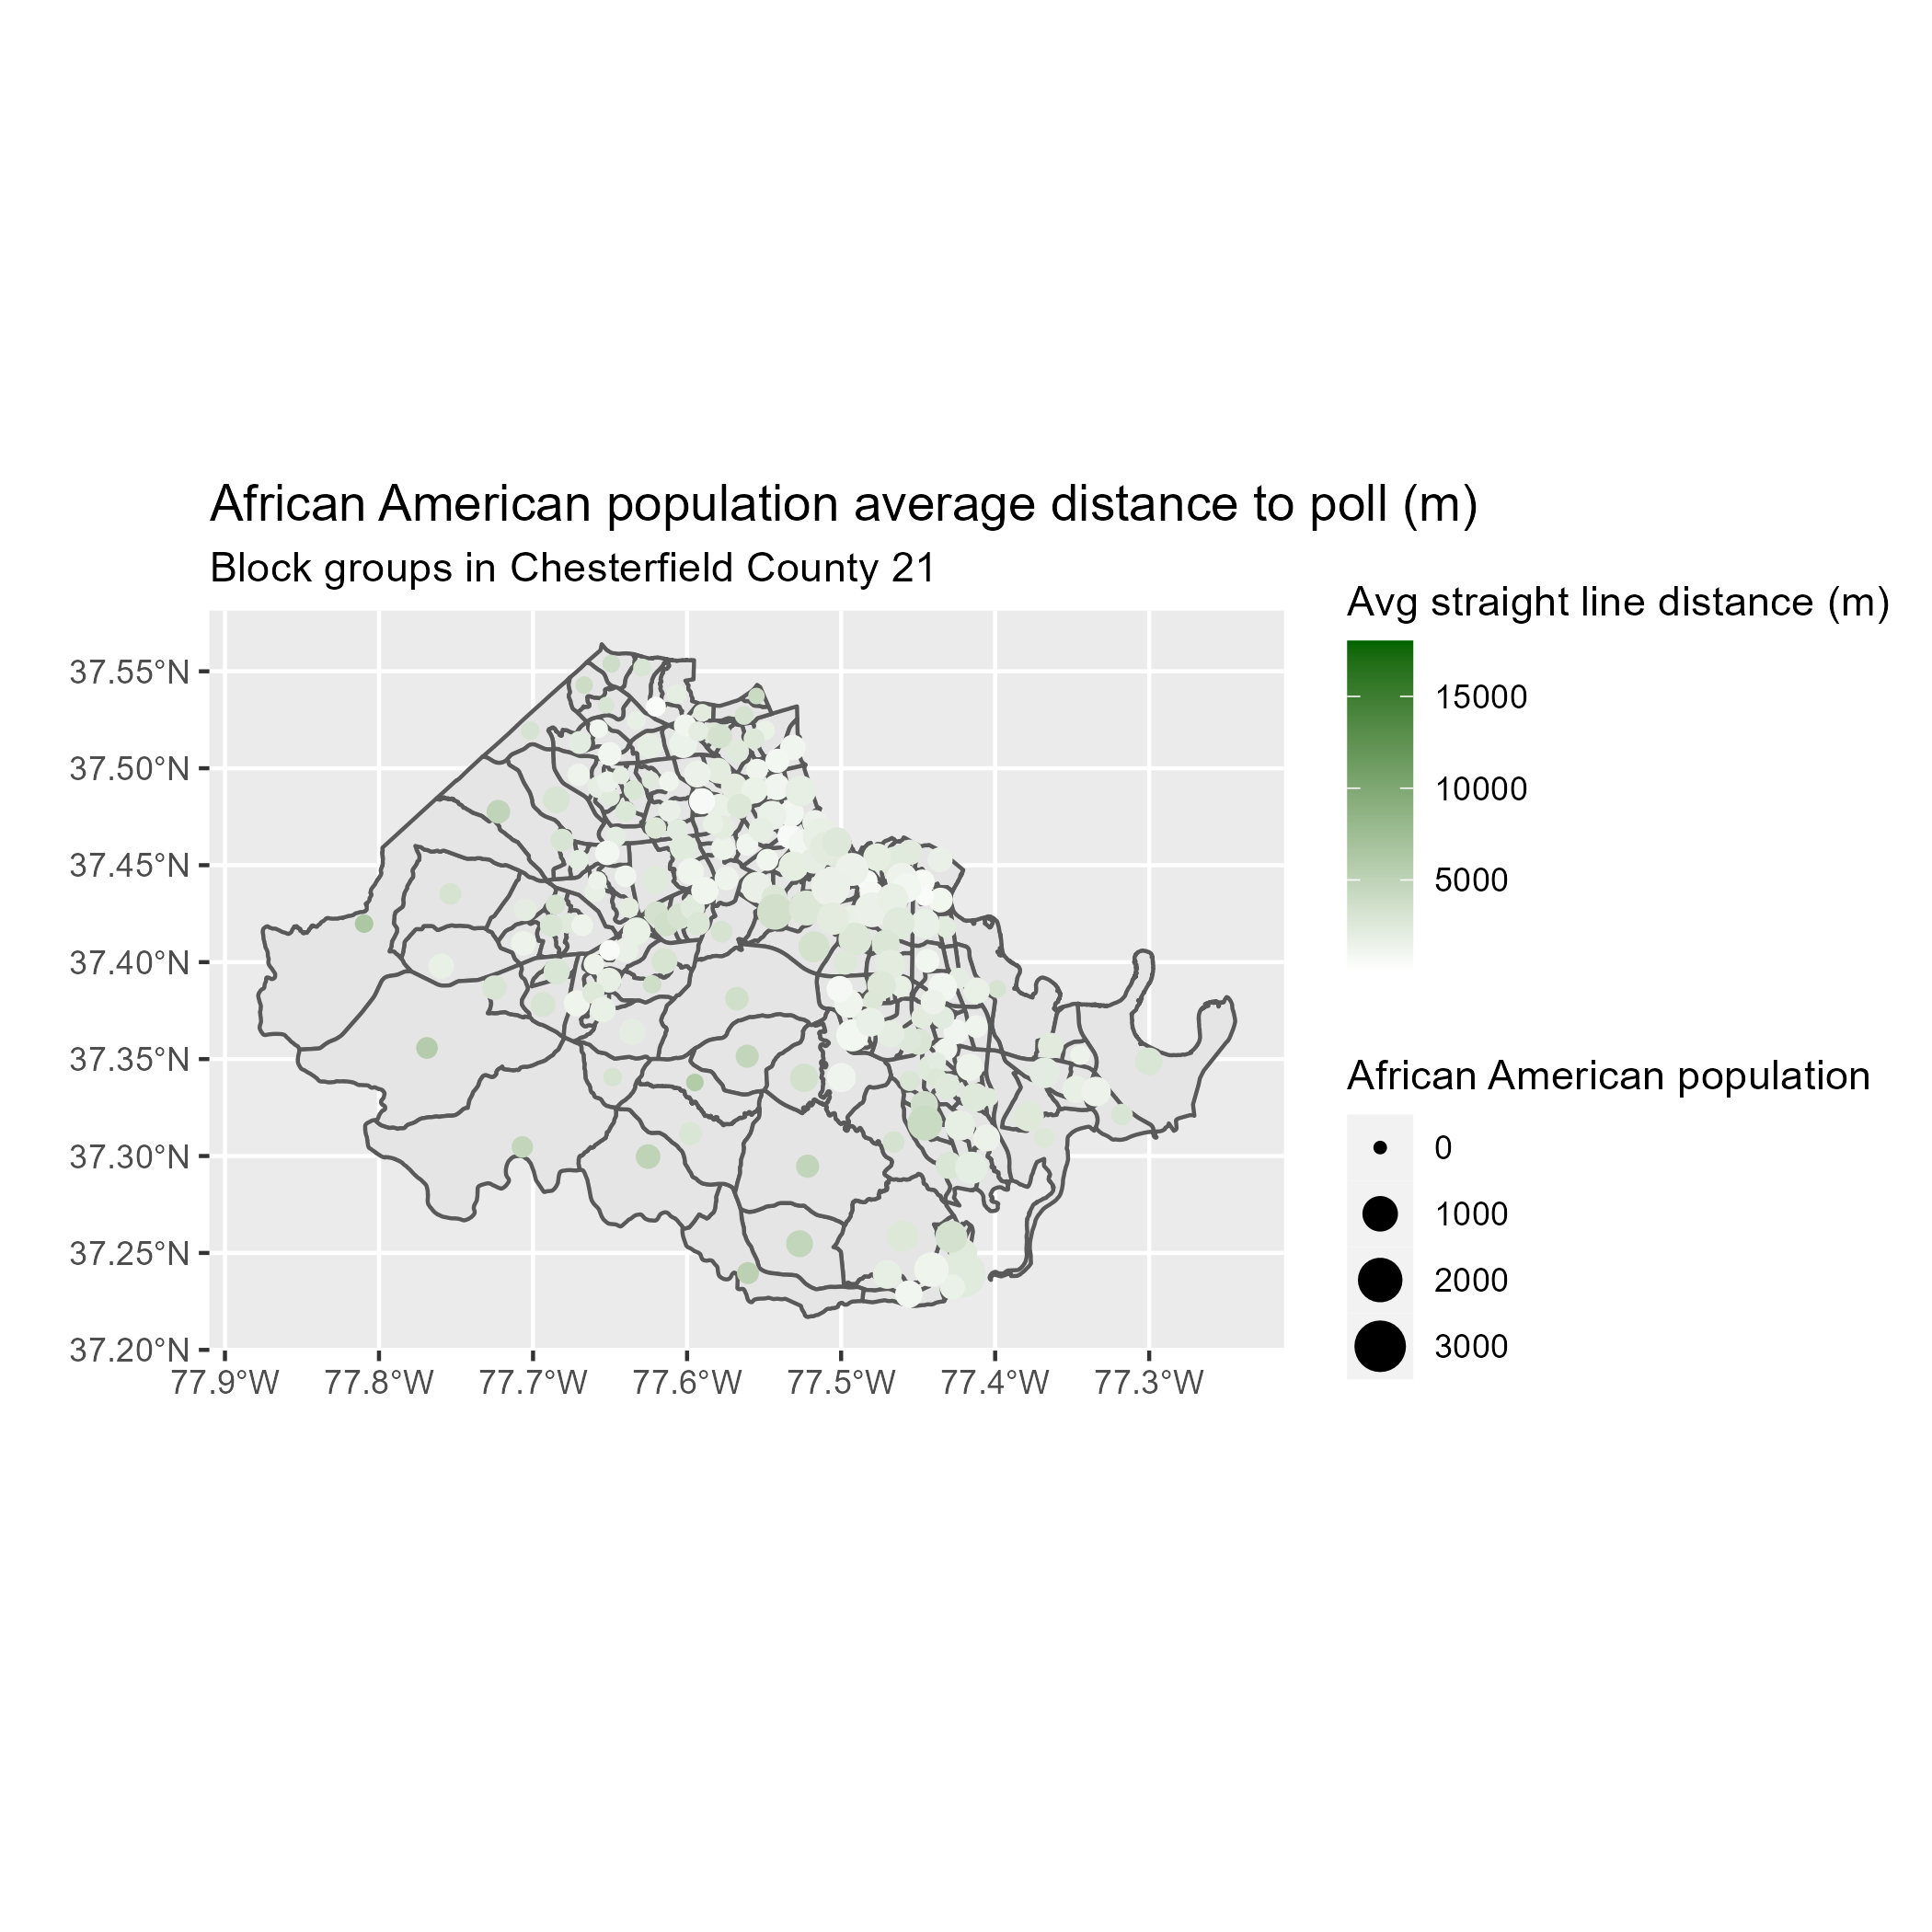 African American population average distance to poll (m)
Block groups in Chesterfield County 21
Avg straight line distance (m)
15000
10000
5000
African American population
0
1000
2000
3000
37.55°N
37.50°N
37.45°N
37.40°N
37.35°N
37.30°N
37.25°N
37.20°N
77.9°W 77.8°W 77.7°W 77.6°W 77.5°W 77.4°W 77.3°W